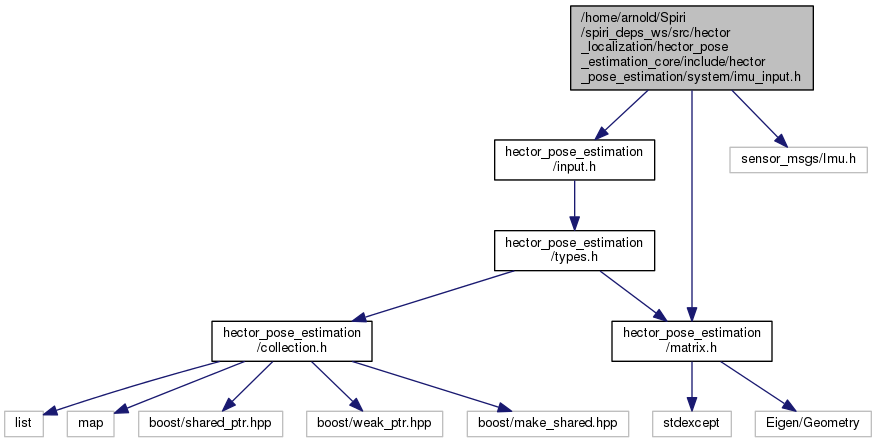 /home/arnold/Spiri
/spiri_deps_ws/src/hector
_localization/hector_pose
_estimation_core/include/hector
_pose_estimation/system/imu_input.h
hector_pose_estimation
/input.h
sensor_msgs/Imu.h
hector_pose_estimation
/types.h
hector_pose_estimation
/collection.h
hector_pose_estimation
/matrix.h
list
map
boost/shared_ptr.hpp
boost/weak_ptr.hpp
boost/make_shared.hpp
stdexcept
Eigen/Geometry